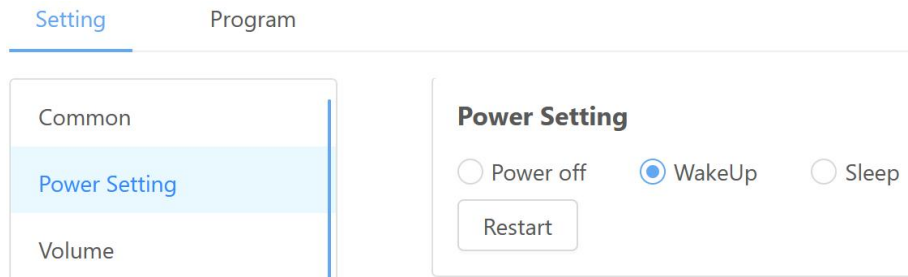 Setting Program
Common
Power Setting
Volume
Power Setting
Power off WakeUp Sleep
Restart